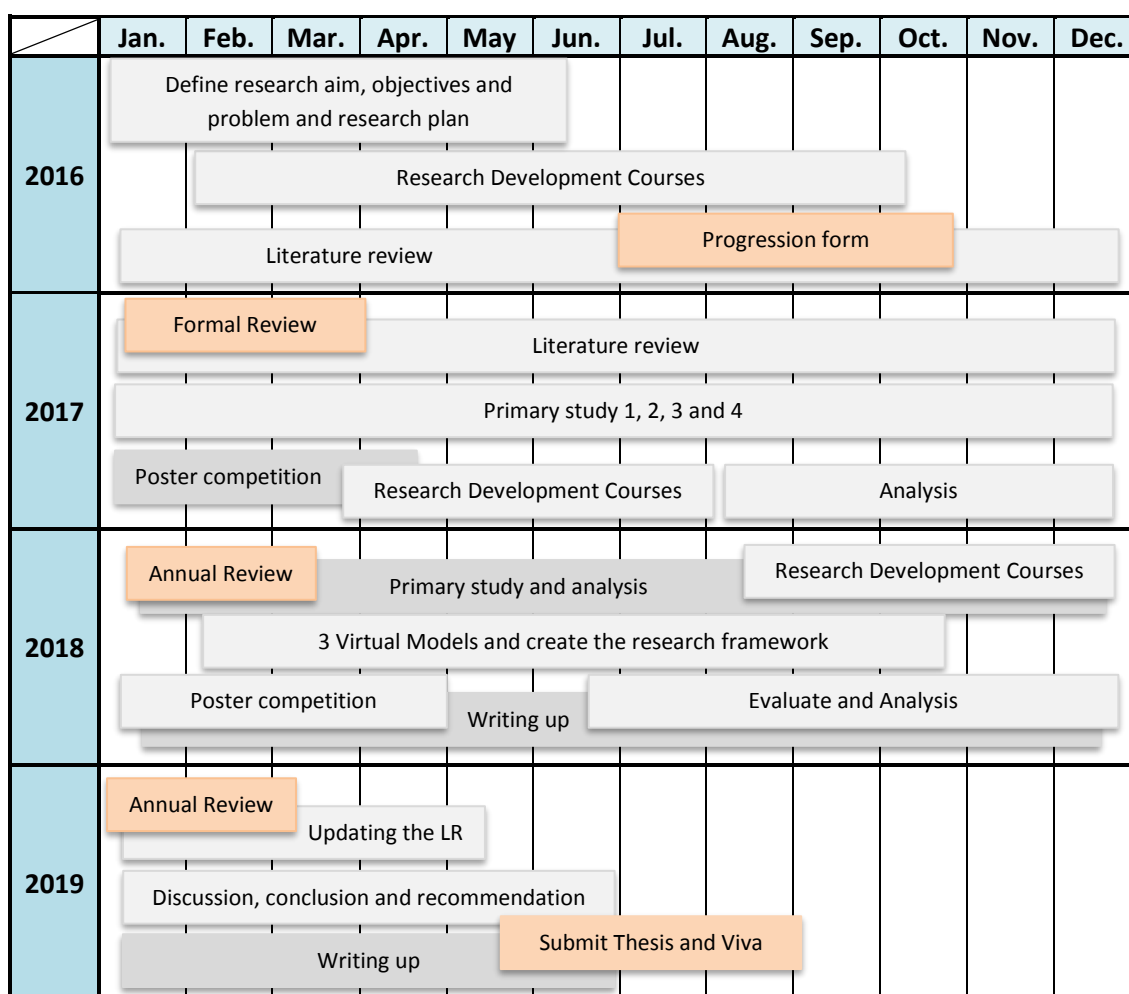 Jan. Feb. Mar. Apr. May Jun. Jul. Aug. Sep. Oct. Nov. Dec.
2016
Define research aim, objectives and
problem and research plan
Research Development Courses
Progression form
Literature review
2017
Formal Review
Literature review
Primary study 1, 2, 3 and 4
Poster competition
Research Development Courses
Analysis
2018
Annual Review
Primary study and analysis
Research Development Courses
3 Virtual Models and create the research framework
Poster competition
Writing up
Evaluate and Analysis
2019
Annual Review
Updating the LR
Discussion, conclusion and recommendation
Submit Thesis and Viva
Writing up